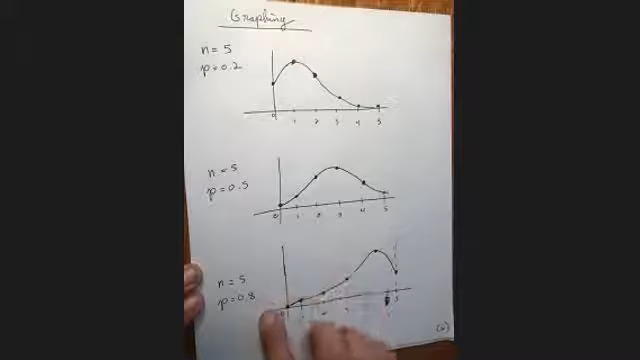 Graphing
n = 5
p = 0.2
0 1 2 3 4 5
n = 5
p = 0.5
0 1 2 3 4 5
n = 5
p = 0.8
5